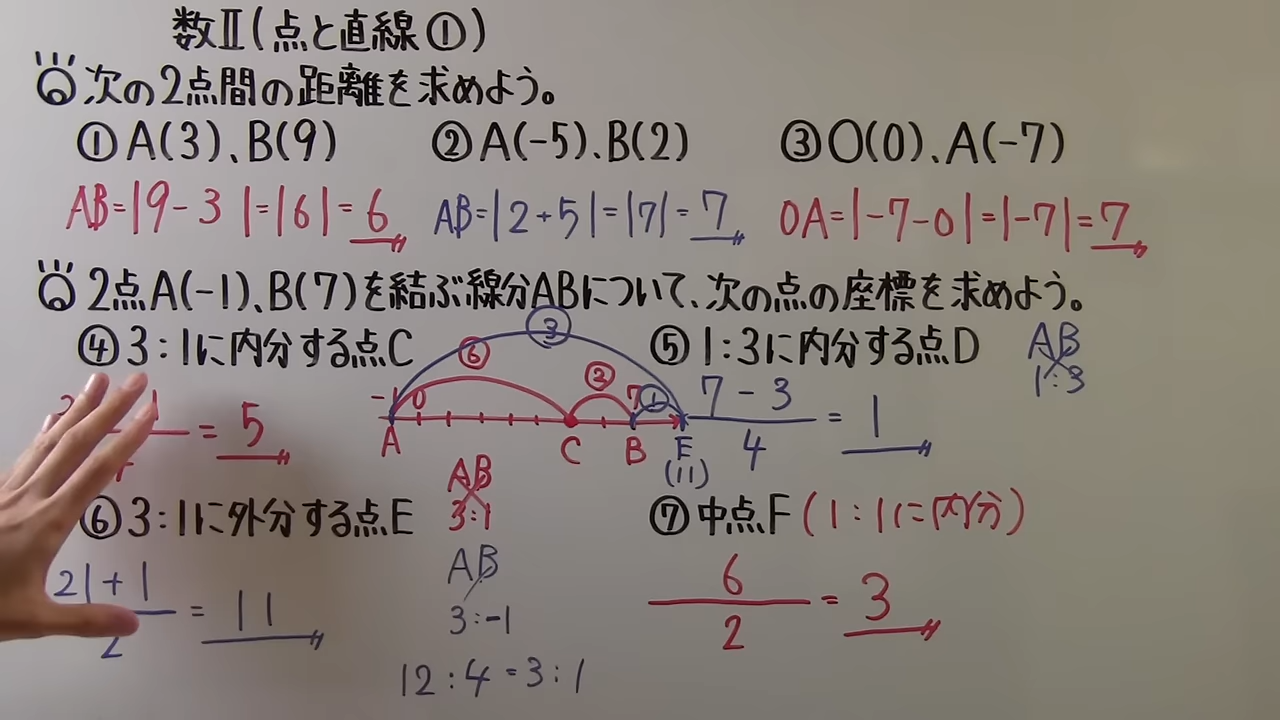 数Ⅱ(点と直線①)
次の2点間の距離を求めよう。
①A(3)、B(9) ②A(-5)、B(2) ③O(0)、A(-7)
AB=|9-3|=|6|=6 AB=|2+5|=|7|=7 OA=|-7-0|=|-7|=7
2点A(-1)、B(7)を結ぶ線分ABについて、次の点の座標を求めよう。
④3:1に内分する点C ⑤1:3に内分する点D
AB
1:3
③
⑥ ② ①
-1 0 7
A C B E
(11)
=5
7-3
4
=1
AB
3:1
⑥3:1に外分する点E ⑦中点F(1:1に内分)
21+1
2
=11
AB
3:-1
12:4=3:1
6
2
=3